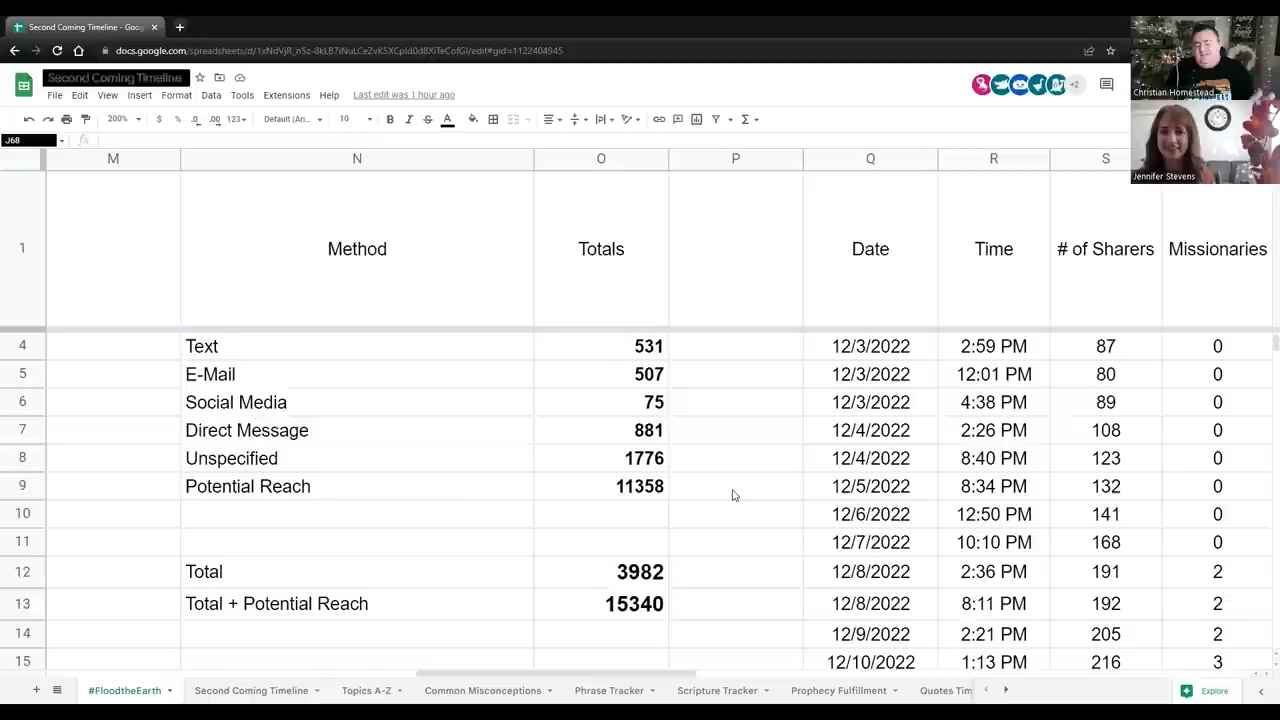 Second Coming Timeline - Goog
docs.google.com/spreadsheets/d/1xNdVjR_n5z-8kLB7iNuLCeZvK5XCpId0d8XiTeCofGI/edit#gid=1122404945
Second Coming Timeline
File Edit View Insert Format Data Tools Extensions Help Last edit was 1 hour ago
+2
200% $ % .0 .00 123 Default (Ari... 10 B I S A
J68 fx
Christian Homestead
Jennifer Stevens
M N O P Q R S
1 Method Totals Date Time # of Sharers Missionaries
4 Text 531 12/3/2022 2:59 PM 87 0
5 E-Mail 507 12/3/2022 12:01 PM 80 0
6 Social Media 75 12/3/2022 4:38 PM 89 0
7 Direct Message 881 12/4/2022 2:26 PM 108 0
8 Unspecified 1776 12/4/2022 8:40 PM 123 0
9 Potential Reach 11358 12/5/2022 8:34 PM 132 0
10 12/6/2022 12:50 PM 141 0
11 12/7/2022 10:10 PM 168 0
12 Total 3982 12/8/2022 2:36 PM 191 2
13 Total + Potential Reach 15340 12/8/2022 8:11 PM 192 2
14 12/9/2022 2:21 PM 205 2
15 12/10/2022 1:13 PM 216 3
#FloodtheEarth Second Coming Timeline Topics A-Z Common Misconceptions Phrase Tracker Scripture Tracker Prophecy Fulfillment Quotes Tim Explore